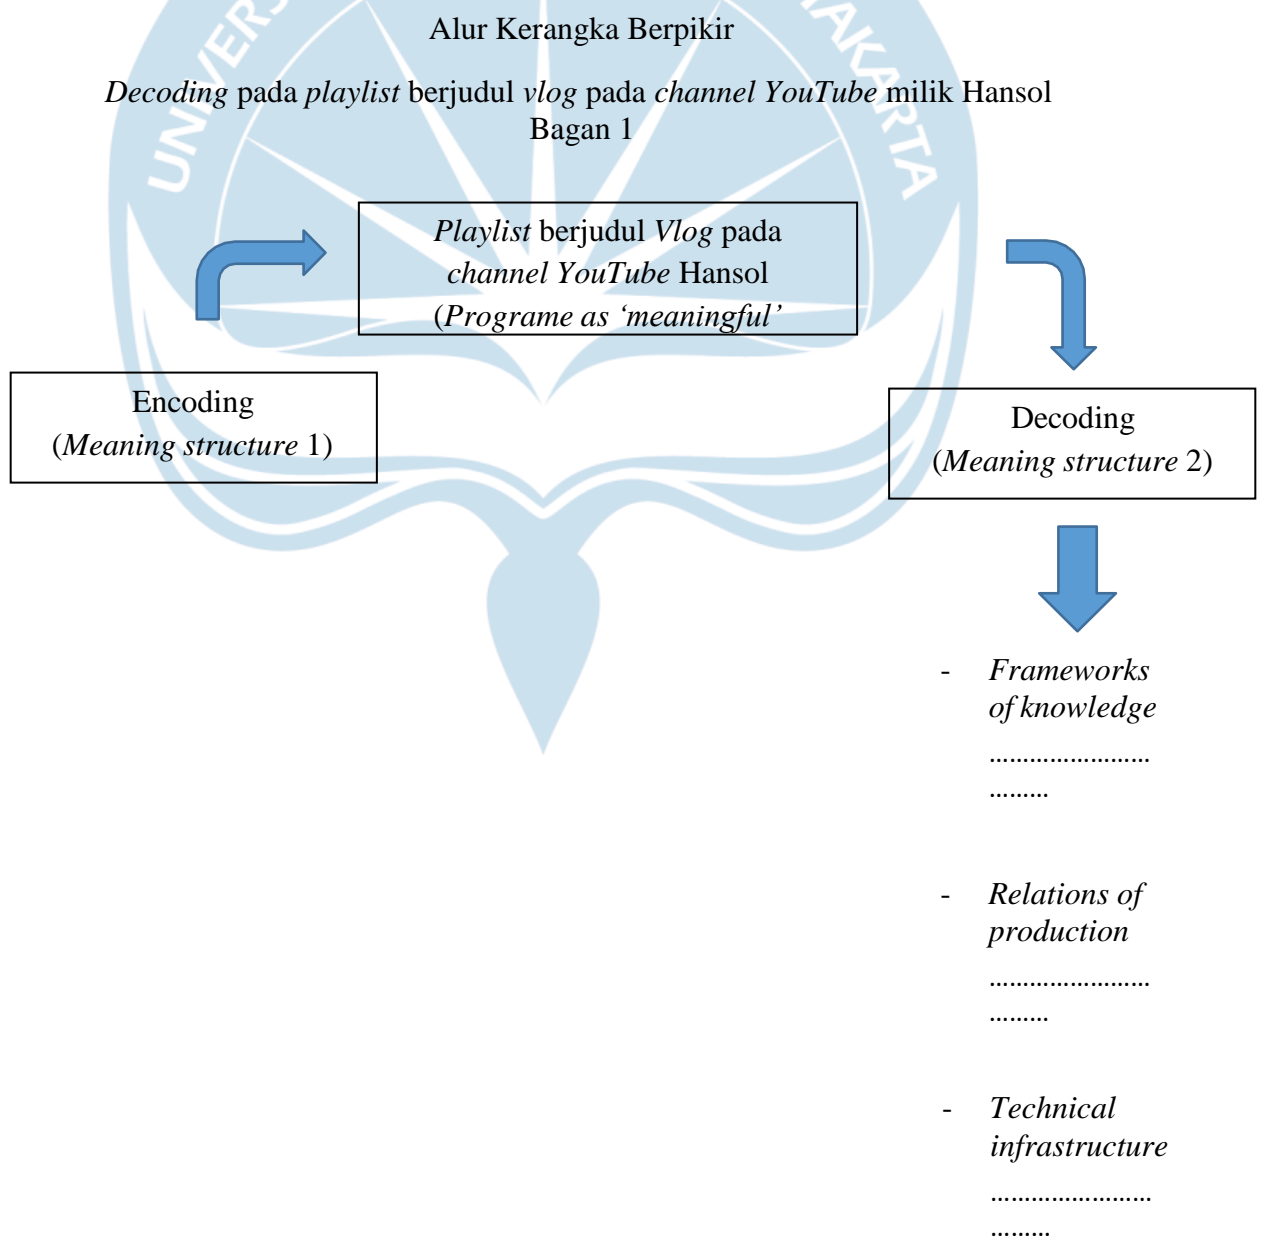 Alur Kerangka Berpikir
Decoding pada playlist berjudul vlog pada channel YouTube milik Hansol
Bagan 1
Playlist berjudul Vlog pada
channel YouTube Hansol
(Programe as ‘meaningful’
Encoding
(Meaning structure 1)
Decoding
(Meaning structure 2)
- Frameworks
of knowledge
……………………
………
- Relations of
production
……………………
………
- Technical
infrastructure
……………………
………